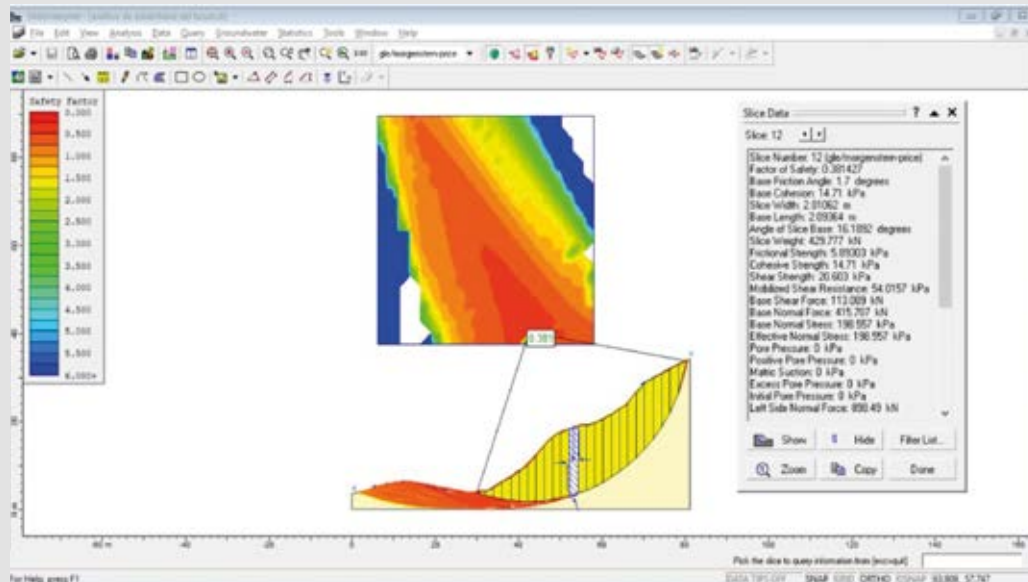 File Edit View Analysis Data Query Groundwater Statistics Tools Window Help
gle/morgenstern-price
Safety Factor
0.000
0.500
1.000
1.500
2.000
2.500
3.000
3.500
4.000
4.500
5.000
5.500
6.000+
0.381
Slice Data
Slice: 12
Slice Number: 12 (gle/morgenstern-price)
Factor of Safety: 0.381427
Base Friction Angle: 1.7 degrees
Base Cohesion: 14.71 kPa
Slice Width: 2.01062 m
Base Length: 2.09364 m
Angle of Slice Base: 16.1892 degrees
Slice Weight: 429.777 kN
Frictional Strength: 5.89303 kPa
Cohesive Strength: 14.71 kPa
Shear Strength: 20.603 kPa
Mobilized Shear Resistance: 54.0157 kPa
Base Shear Force: 113.089 kN
Base Normal Force: 415.707 kN
Base Normal Stress: 198.557 kPa
Effective Normal Stress: 198.557 kPa
Pore Pressure: 0 kPa
Positive Pore Pressure: 0 kPa
Matric Suction: 0 kPa
Excess Pore Pressure: 0 kPa
Initial Pore Pressure: 0 kPa
Left Side Normal Force: 898.49 kN
Show Hide Filter List...
Zoom Copy Done
-60 m -40 -20 0 20 40 60 80 100 120 140 160
Pick the slice to query information from [esc=quit]
For Help, press F1
DATA TIPS OFF SNAP GRID ORTHO OSNAP